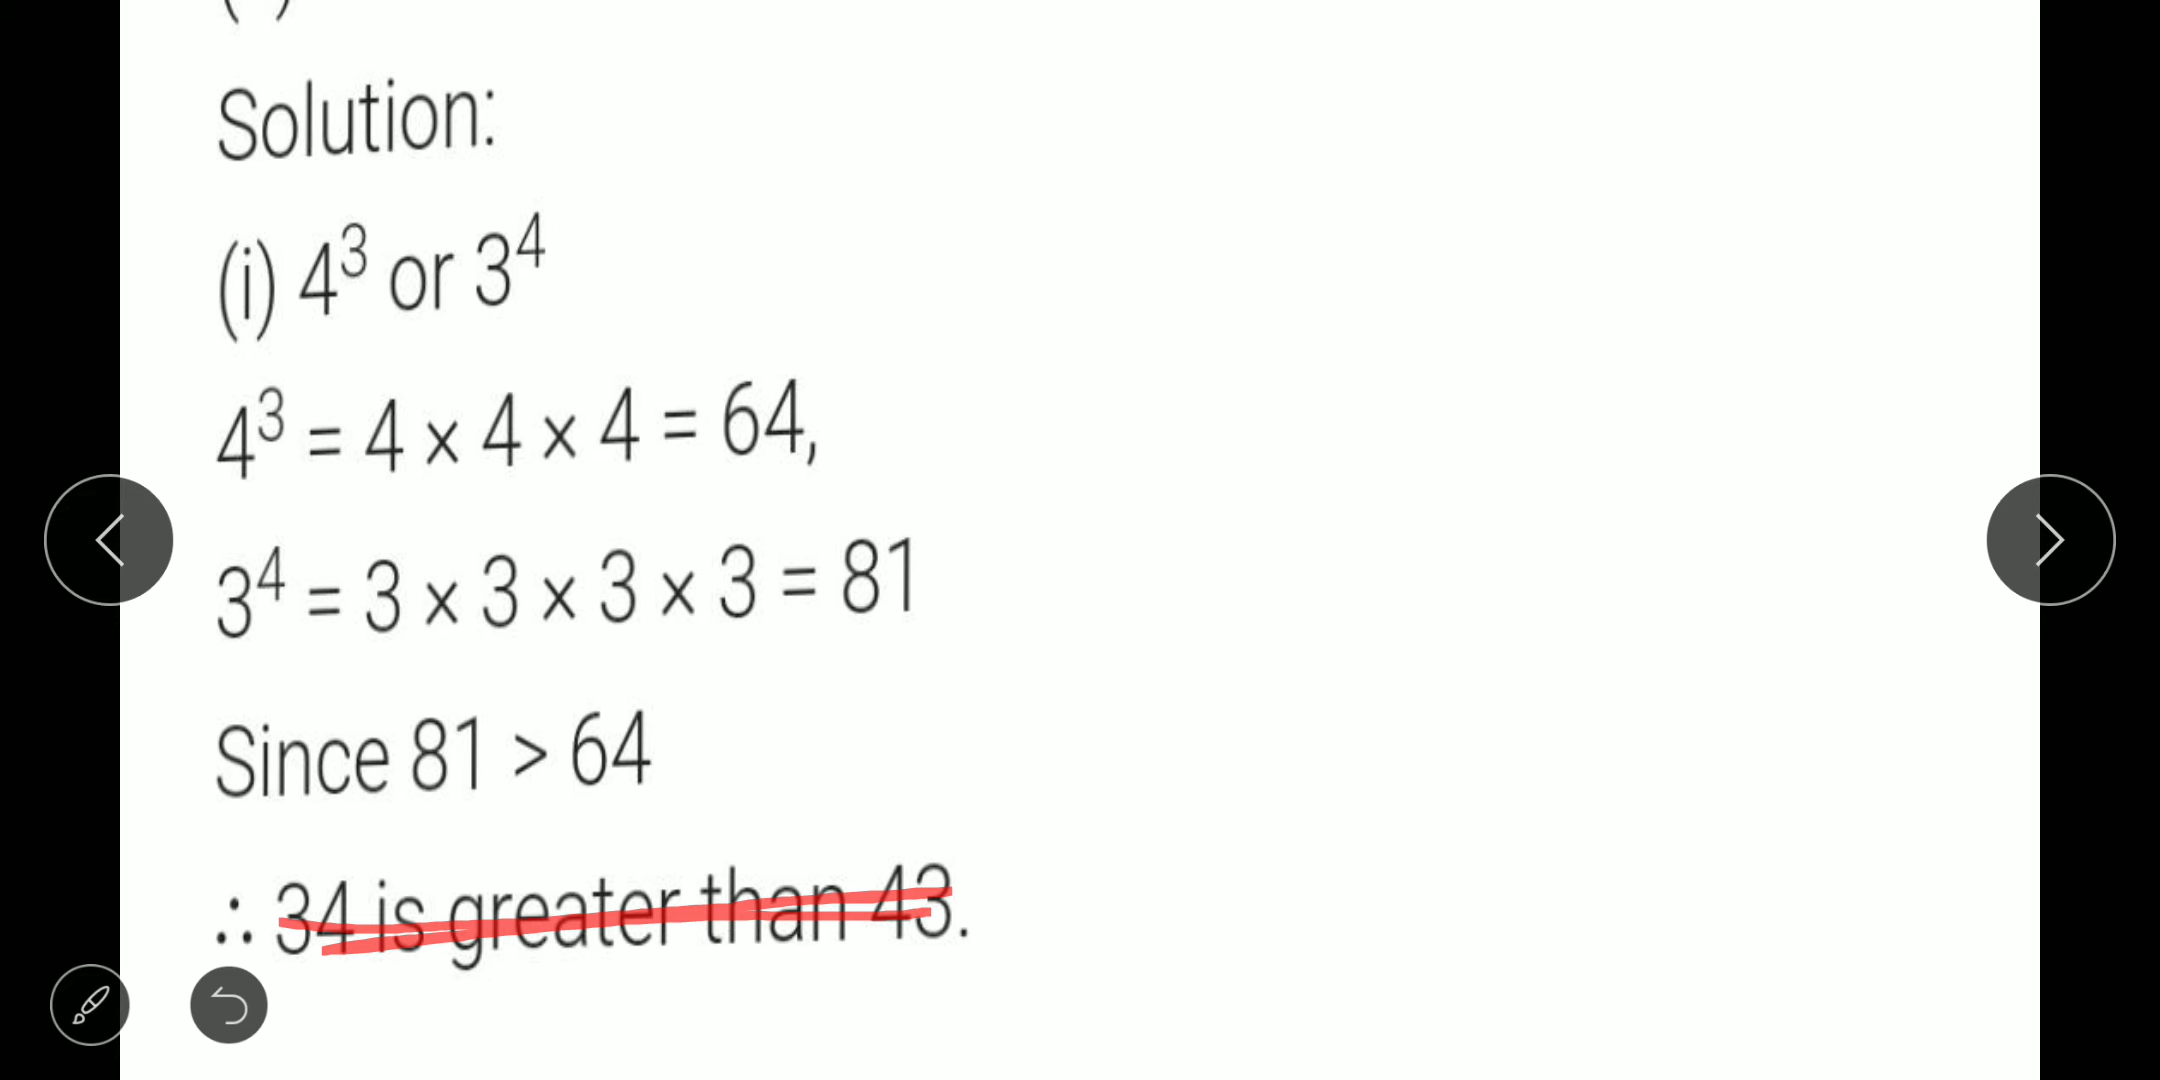 Solution:
(i) 4³ or 3⁴
4³ = 4 × 4 × 4 = 64,
3⁴ = 3 × 3 × 3 × 3 = 81
Since 81 > 64
∴ 34 is greater than 43.